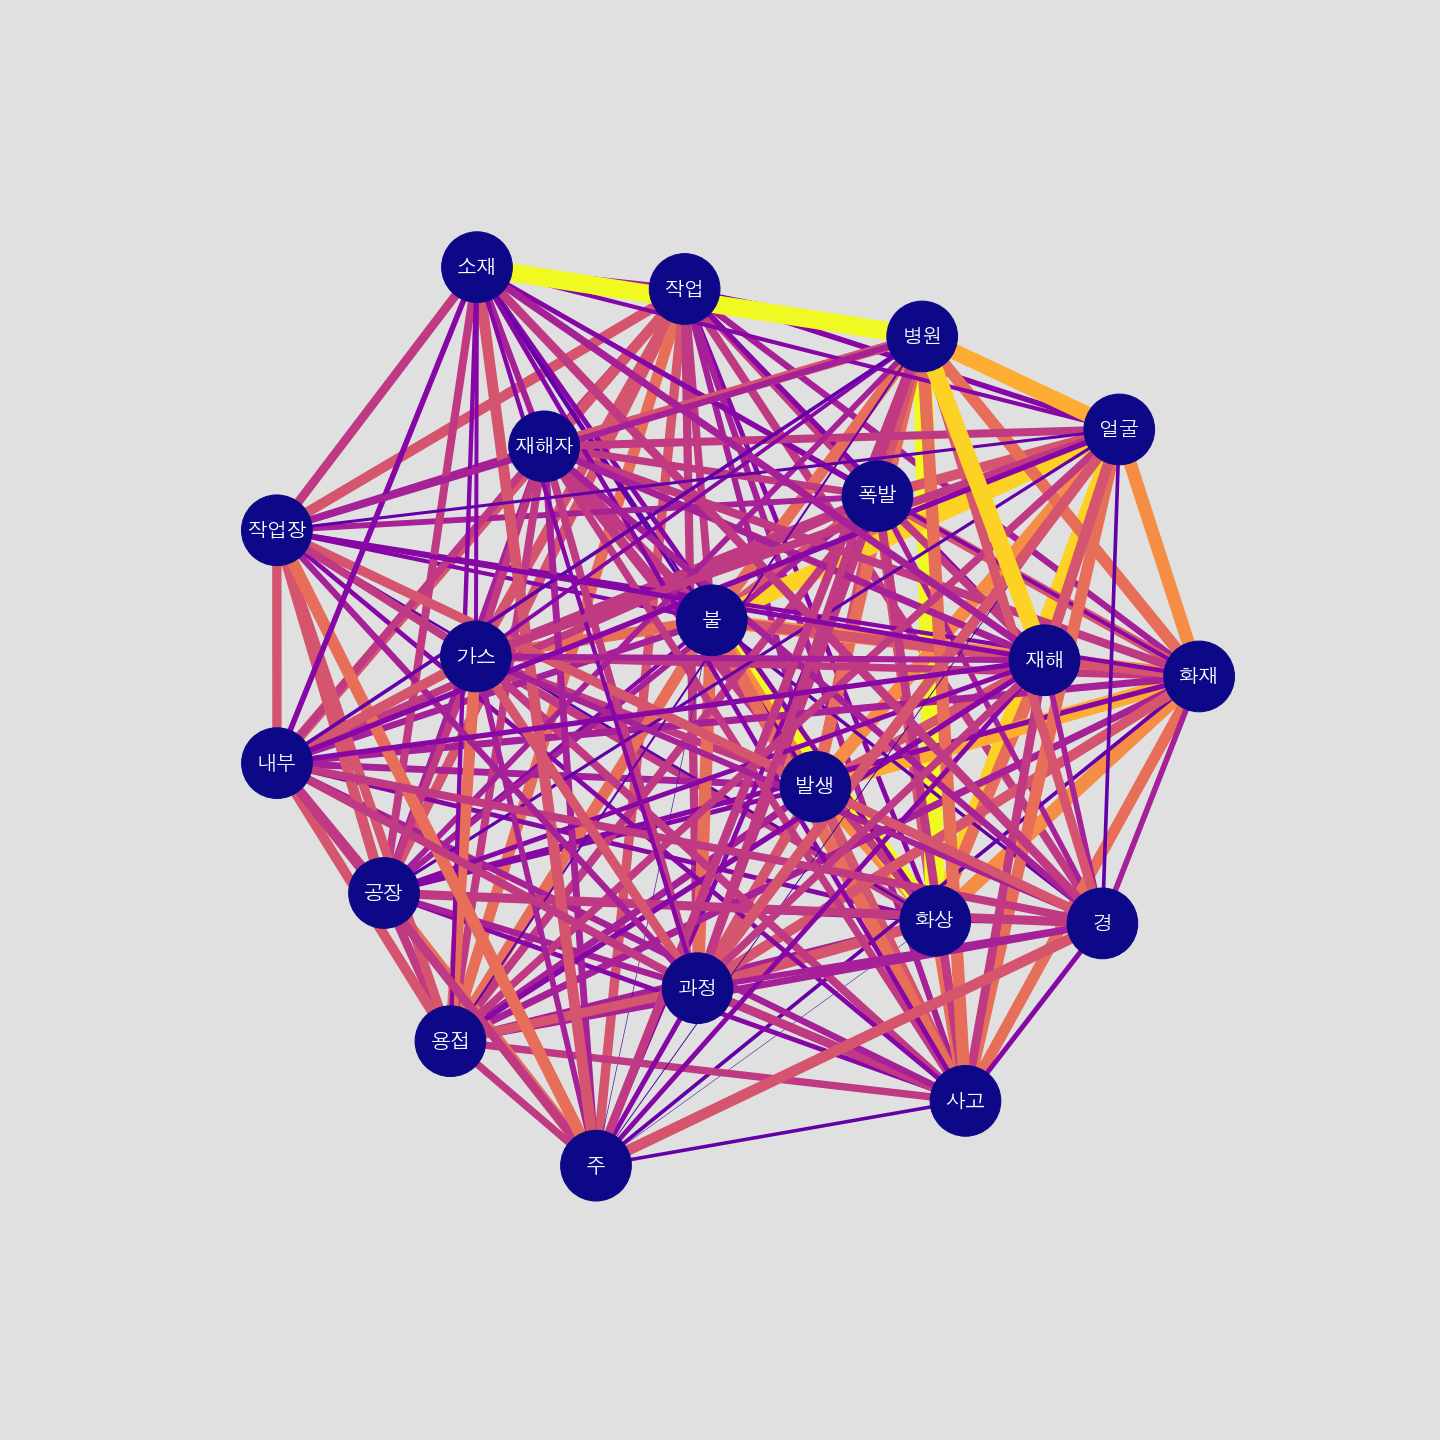 소재
작업
병원
얼굴
재해자
폭발
작업장
불
가스
재해
화재
내부
발생
공장
화상
경
과정
용접
사고
주